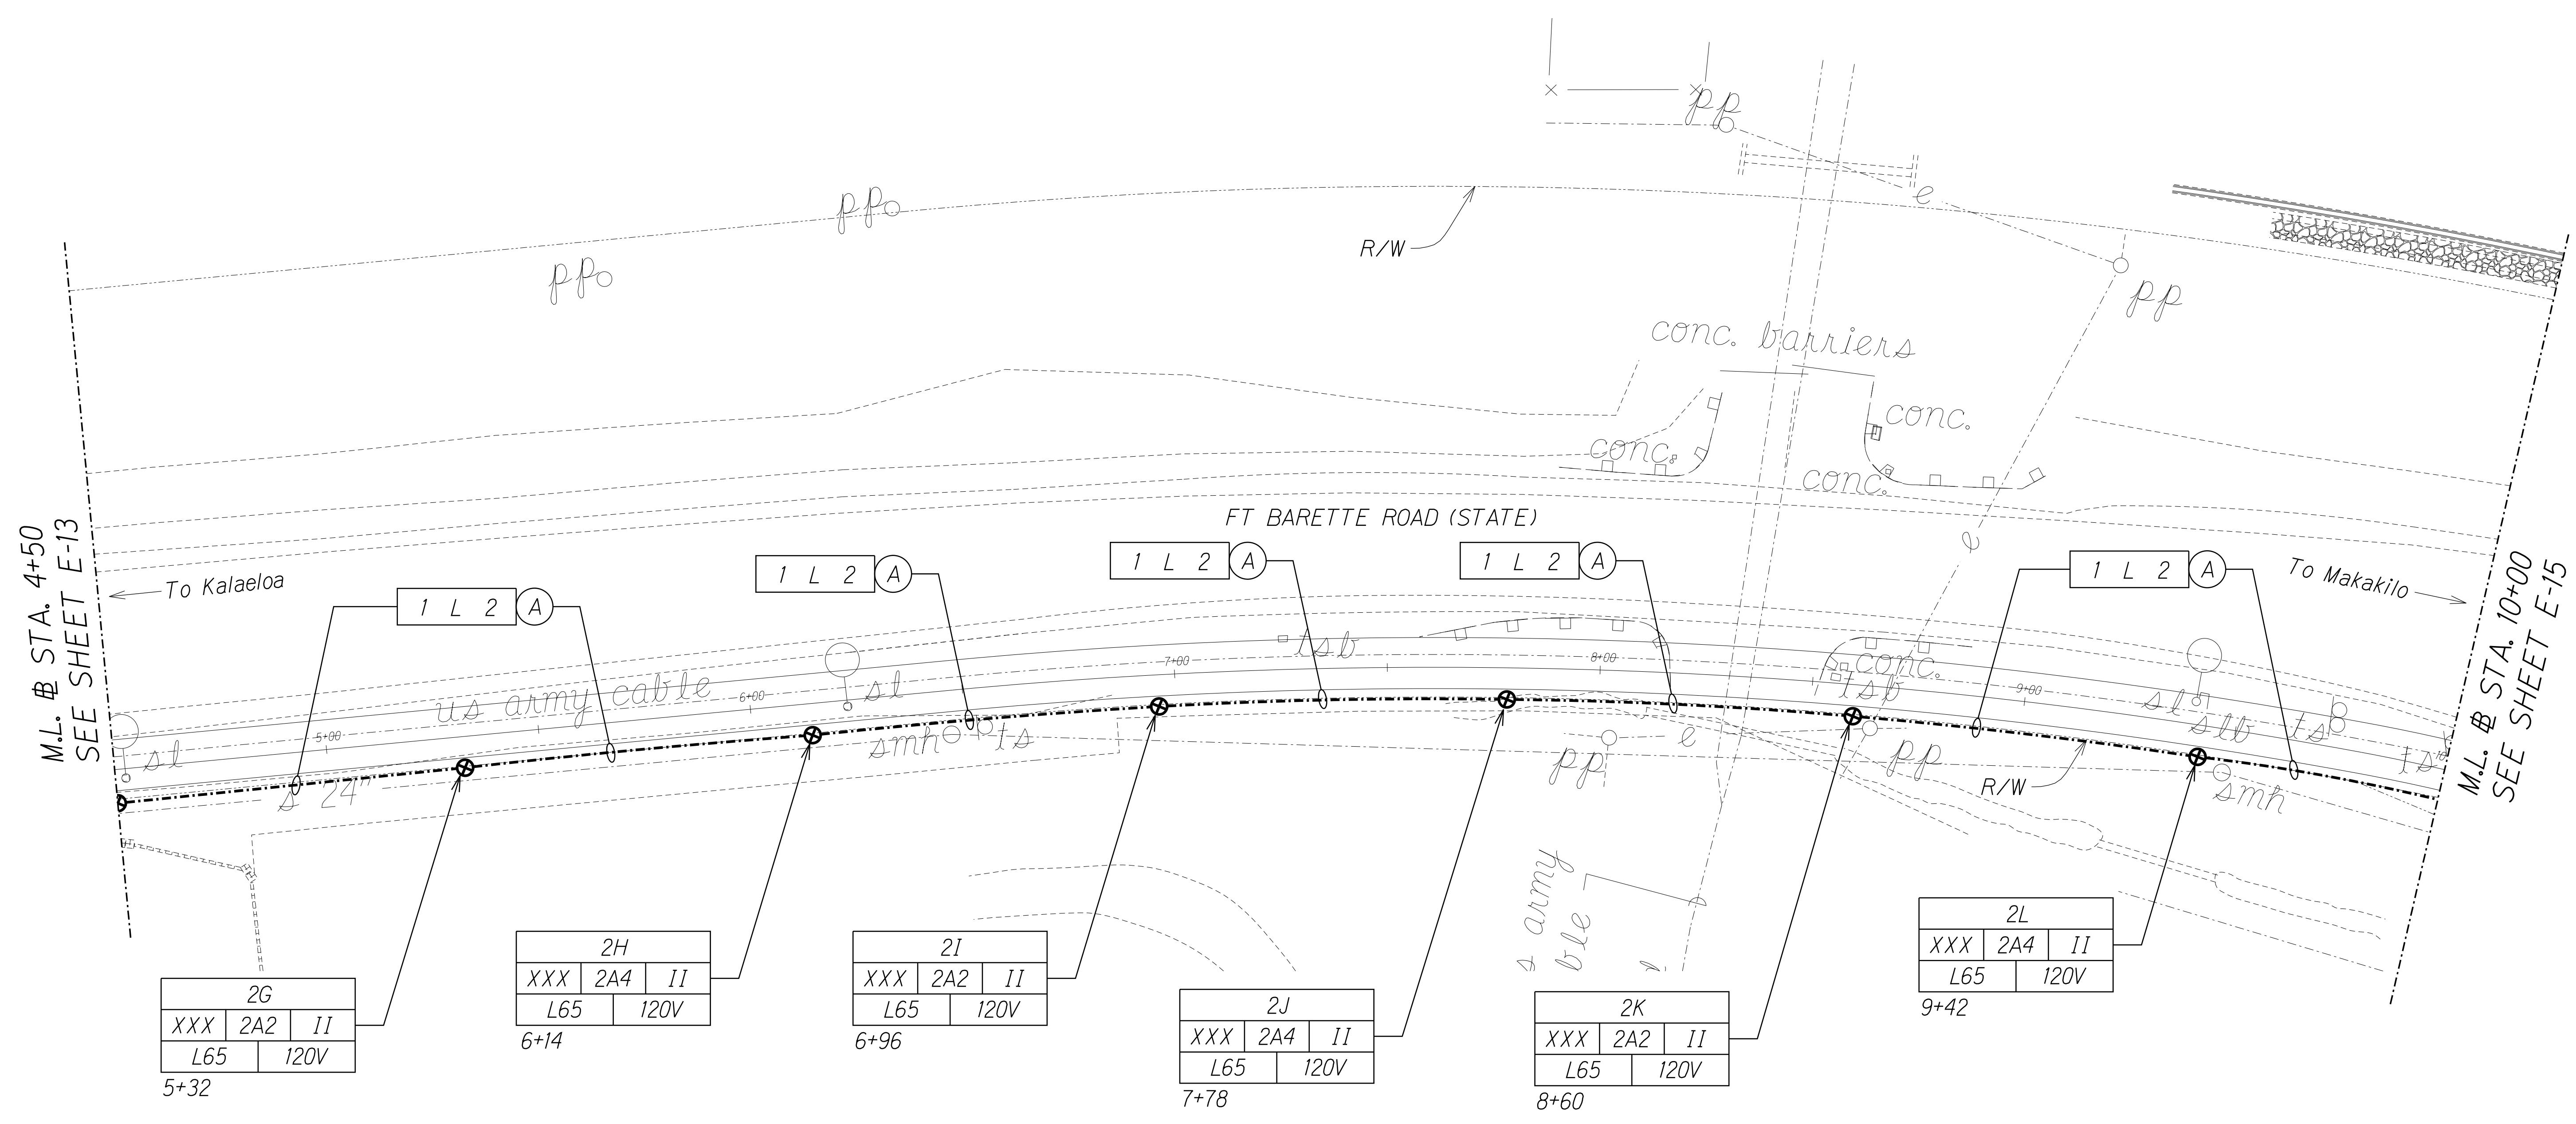 pp
pp
pp
e
R/W
pp
conc. barriers
conc.
conc.
conc.
FT BARETTE ROAD (STATE)
M.L. ⅊ STA. 4+50
SEE SHEET E-13
To Kalaeloa
1 L 2 A
1 L 2 A
1 L 2 A
1 L 2 A
1 L 2 A
To Makakilo
M.L. ⅊ STA. 10+00
SEE SHEET E-15
e
sl
us army cable
5+00
6+00
sl
7+00
tsb
8+00
conc.
tsb
9+00
sl
slb
tsb
ts
s 24"
smh
ts
pp
e
pp
R/W
smh
s army
ble
2G
XXX 2A2 II
L65 120V
5+32
2H
XXX 2A4 II
L65 120V
6+14
2I
XXX 2A2 II
L65 120V
6+96
2J
XXX 2A4 II
L65 120V
7+78
2K
XXX 2A2 II
L65 120V
8+60
2L
XXX 2A4 II
L65 120V
9+42